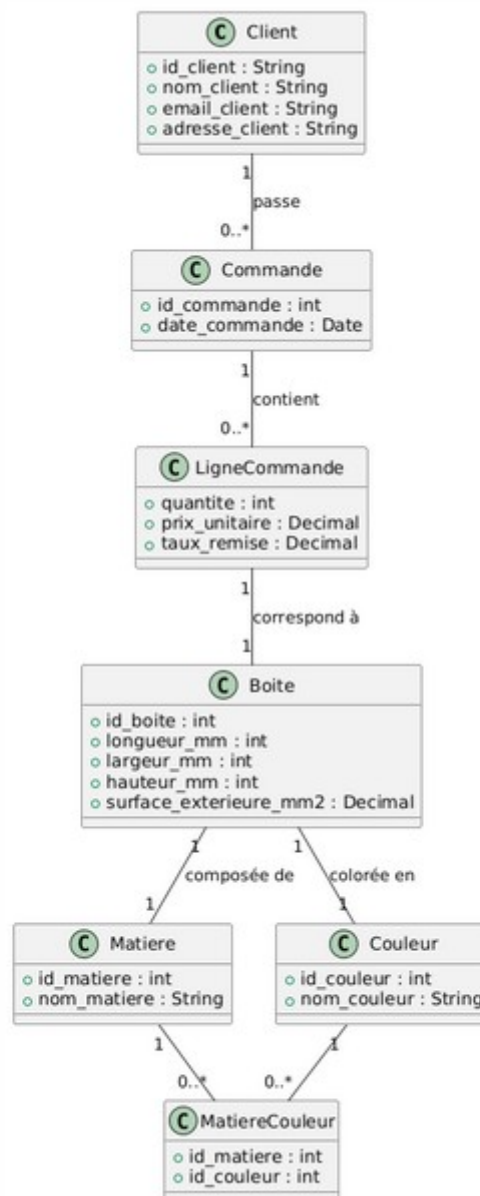 C Client
id_client : String
nom_client : String
email_client : String
adresse_client : String
1
passe
0..*
C Commande
id_commande : int
date_commande : Date
1
contient
0..*
C LigneCommande
quantite : int
prix_unitaire : Decimal
taux_remise : Decimal
1
correspond à
1
C Boite
id_boite : int
longueur_mm : int
largeur_mm : int
hauteur_mm : int
surface_exterieure_mm2 : Decimal
1 1
composée de colorée en
1 1
C Matiere
id_matiere : int
nom_matiere : String
C Couleur
id_couleur : int
nom_couleur : String
1 1
0..* 0..*
C MatiereCouleur
id_matiere : int
id_couleur : int